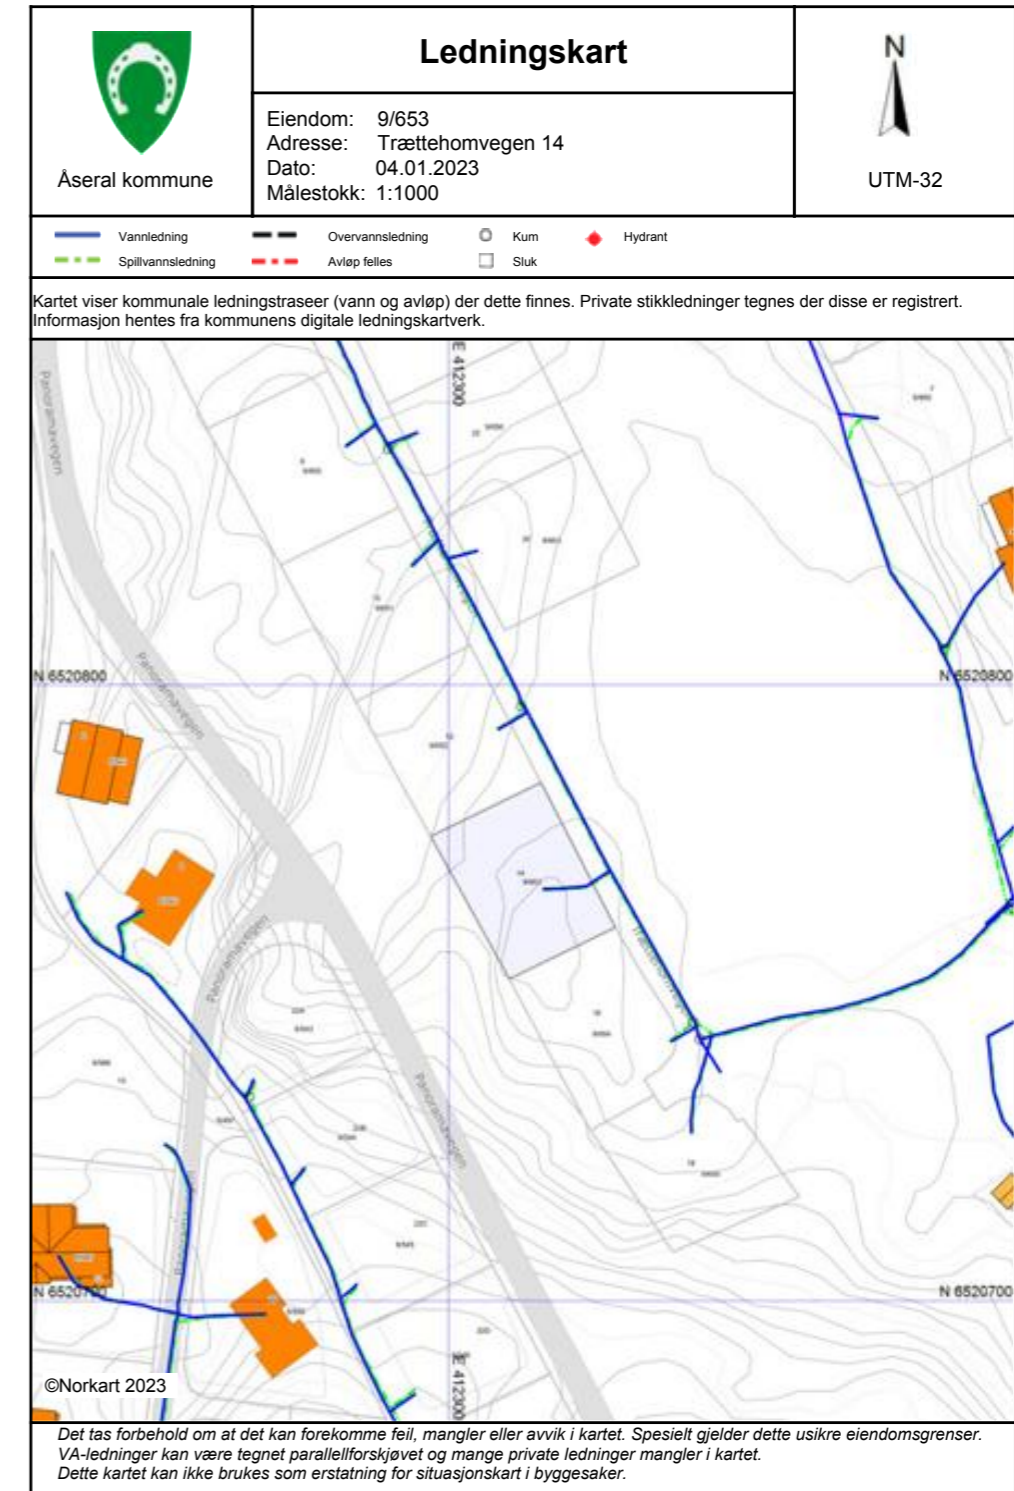 Ledningskart
Åseral kommune
Eiendom: 9/653
Adresse: Trættehomvegen 14
Dato: 04.01.2023
Målestokk: 1:1000
N
UTM-32
Vannledning
Overvannsledning
Kum
Hydrant
Spillvannsledning
Avløp felles
Sluk
Kartet viser kommunale ledningstraseer (vann og avløp) der dette finnes. Private stikkledninger tegnes der disse er registrert.
Informasjon hentes fra kommunens digitale ledningskartverk.
E 412300
Panoramavegen
Panoramavegen
N 6520800
N 6520800
Panoramavegen
Trættehomvegen
Panoramavegen
N 6520700
N 6520700
E 412300
©Norkart 2023
Det tas forbehold om at det kan forekomme feil, mangler eller avvik i kartet. Spesielt gjelder dette usikre eiendomsgrenser.
VA-ledninger kan være tegnet parallellforskjøvet og mange private ledninger mangler i kartet.
Dette kartet kan ikke brukes som erstatning for situasjonskart i byggesaker.